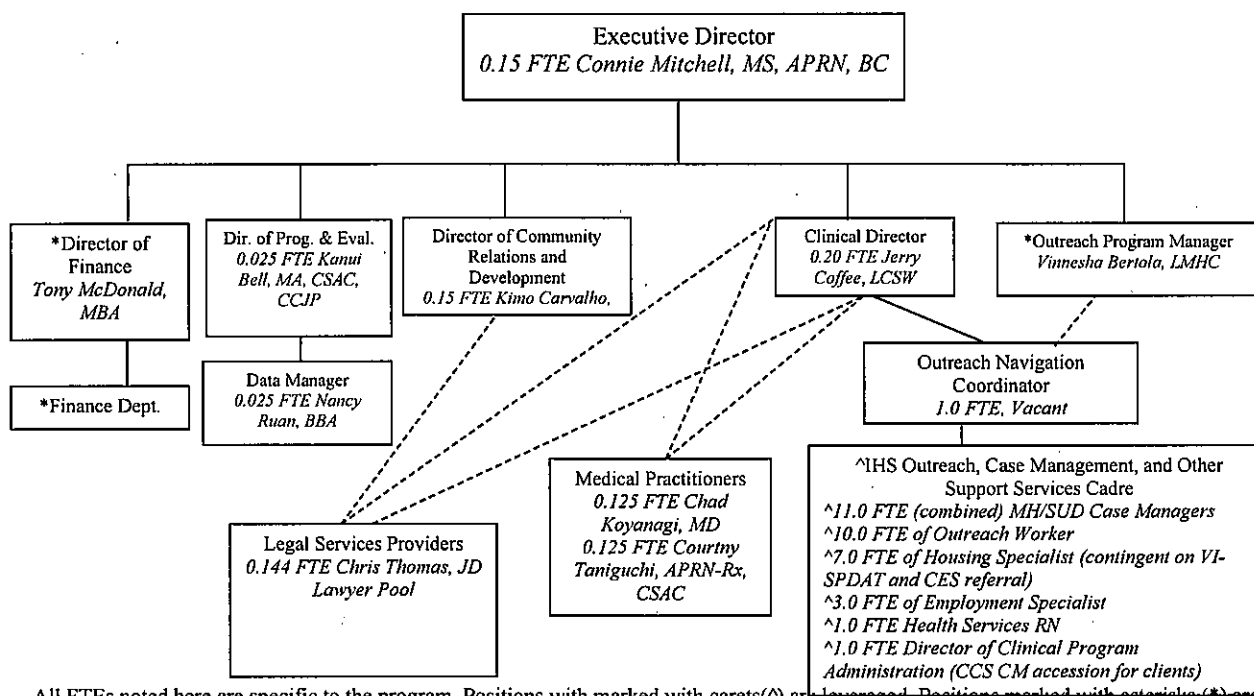 Executive Director
0.15 FTE Connie Mitchell, MS, APRN, BC
*Director of
Finance
Tony McDonald,
MBA
Dir. of Prog. & Eval.
0.025 FTE Kanui
Bell, MA, CSAC,
CCJP
Director of Community
Relations and
Development
0.15 FTE Kimo Carvalho,
Clinical Director
0.20 FTE Jerry
Coffee, LCSW
*Outreach Program Manager
Vinnesha Bertola, LMHC
*Finance Dept.
Data Manager
0.025 FTE Nancy
Ruan, BBA
Outreach Navigation
Coordinator
1.0 FTE, Vacant
Legal Services Providers
0.144 FTE Chris Thomas, JD
Lawyer Pool
Medical Practitioners
0.125 FTE Chad
Koyanagi, MD
0.125 FTE Courtny
Taniguchi, APRN-Rx,
CSAC
^IHS Outreach, Case Management, and Other
Support Services Cadre
^11.0 FTE (combined) MH/SUD Case Managers
^10.0 FTE of Outreach Worker
^7.0 FTE of Housing Specialist (contingent on VI-
SPDAT and CES referral)
^3.0 FTE of Employment Specialist
^1.0 FTE Health Services RN
^1.0 FTE Director of Clinical Program
Administration (CCS CM accession for clients)
All FTEs noted here are specific to the program. Positions with marked with carets(^) are leveraged. Positions marked with asterisks (*) are